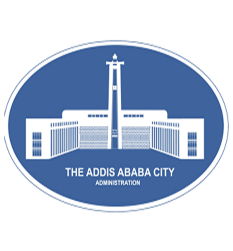 THE ADDIS ABABA CITY
ADMINISTRATION